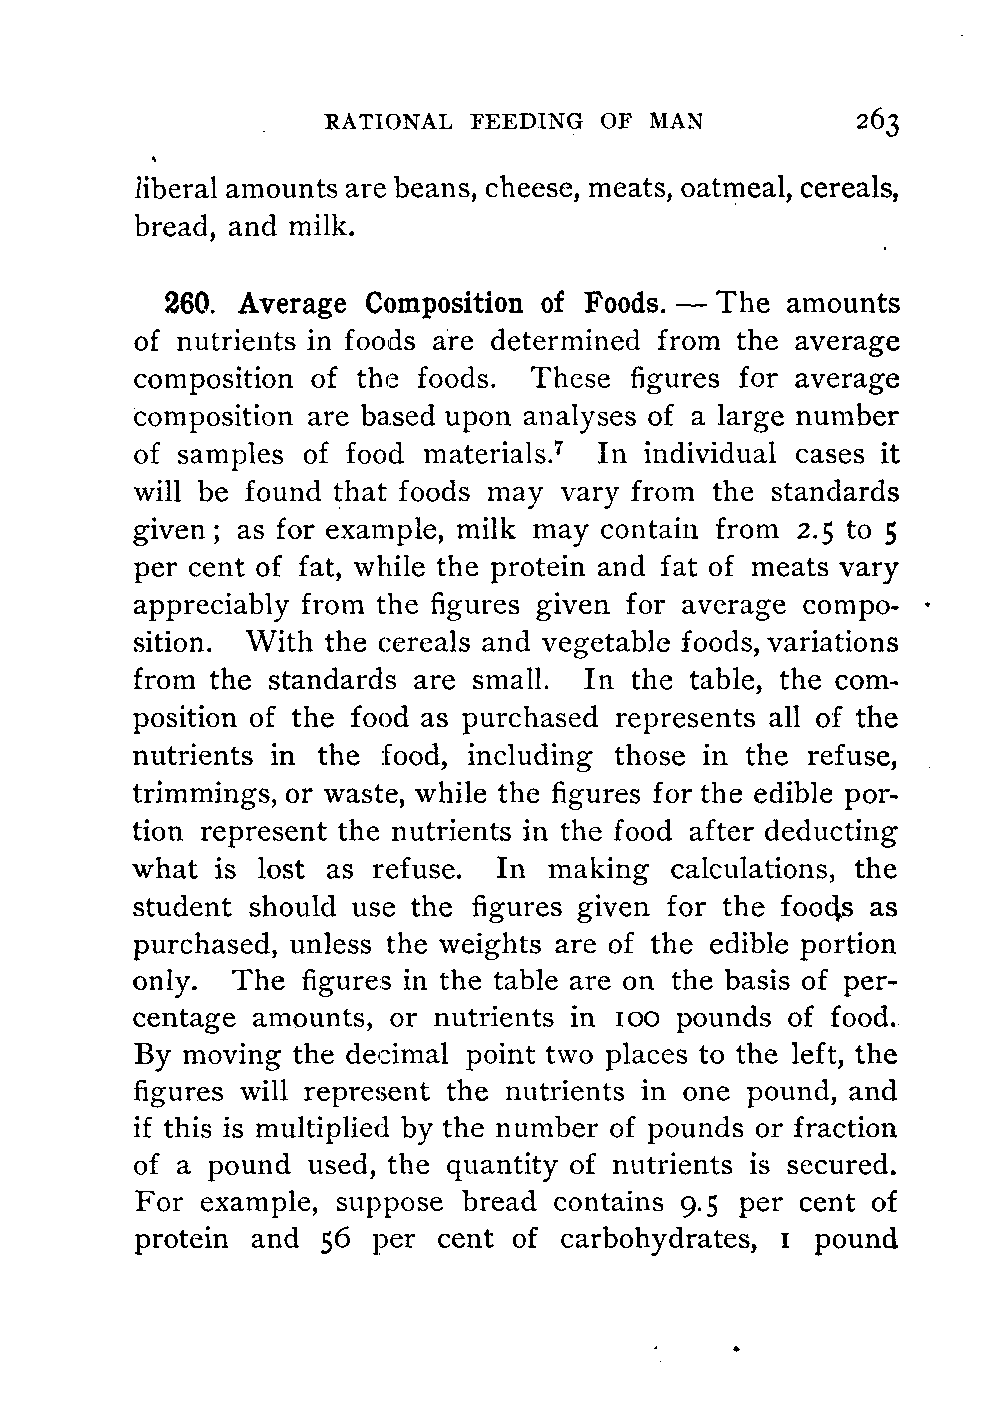 RATIONAL FEEDING OF MAN 263
liberal amounts are beans, cheese, meats, oatmeal, cereals,
bread, and milk.
260. Average Composition of Foods. — The amounts
of nutrients in foods are determined from the average
composition of the foods. These figures for average
composition are based upon analyses of a large number
of samples of food materials.⁷ In individual cases it
will be found that foods may vary from the standards
given; as for example, milk may contain from 2.5 to 5
per cent of fat, while the protein and fat of meats vary
appreciably from the figures given for average compo-
sition. With the cereals and vegetable foods, variations
from the standards are small. In the table, the com-
position of the food as purchased represents all of the
nutrients in the food, including those in the refuse,
trimmings, or waste, while the figures for the edible por-
tion represent the nutrients in the food after deducting
what is lost as refuse. In making calculations, the
student should use the figures given for the foods as
purchased, unless the weights are of the edible portion
only. The figures in the table are on the basis of per-
centage amounts, or nutrients in 100 pounds of food.
By moving the decimal point two places to the left, the
figures will represent the nutrients in one pound, and
if this is multiplied by the number of pounds or fraction
of a pound used, the quantity of nutrients is secured.
For example, suppose bread contains 9.5 per cent of
protein and 56 per cent of carbohydrates, 1 pound